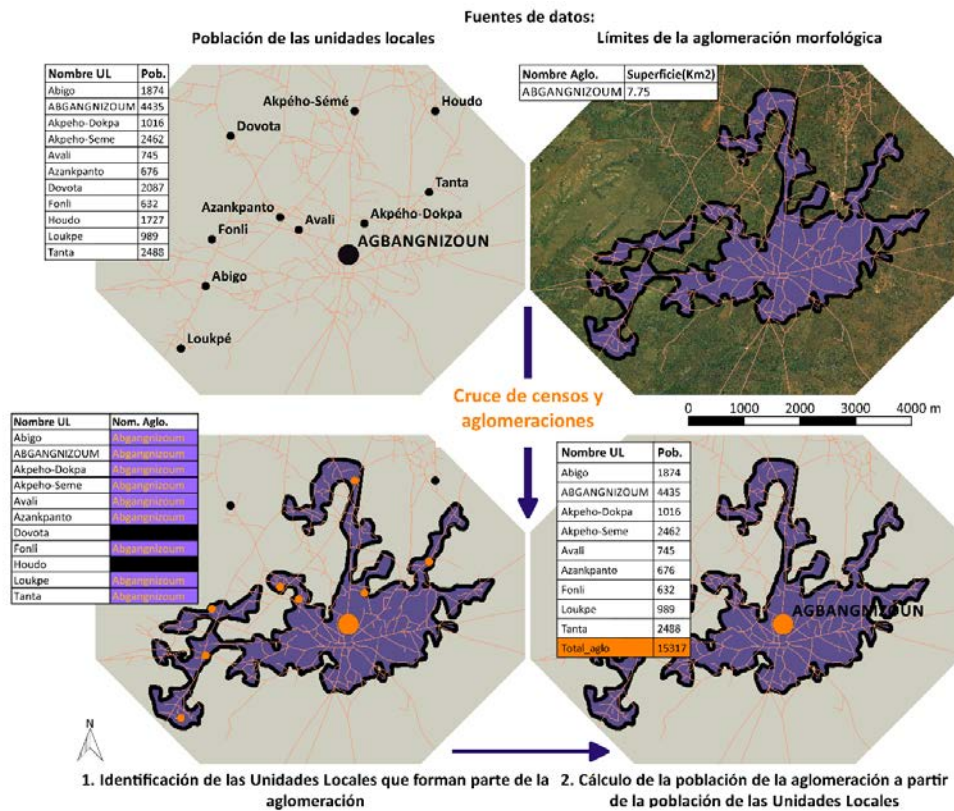 Fuentes de datos:
Población de las unidades locales
Límites de la aglomeración morfológica
Nombre UL Pob.
Abigo 1874
ABGANGNIZOUM 4435
Akpeho-Dokpa 1016
Akpeho-Seme 2462
Avali 745
Azankpanto 676
Dovota 2087
Fonli 632
Houdo 1727
Loukpe 989
Tanta 2488
Akpého-Sémé
Houdo
Dovota
Tanta
Azankpanto
Avali
Akpého-Dokpa
Fonli
AGBANGNIZOUN
Abigo
Loukpé
Nombre Aglo. Superficie(Km2)
ABGANGNIZOUM 7.75
Cruce de censos y
aglomeraciones
0 1000 2000 3000 4000 m
Nombre UL Nom. Aglo.
Abigo Abgangnizoum
ABGANGNIZOUM Abgangnizoum
Akpeho-Dokpa Abgangnizoum
Akpeho-Seme Abgangnizoum
Avali Abgangnizoum
Azankpanto Abgangnizoum
Dovota
Fonli Abgangnizoum
Houdo
Loukpe Abgangnizoum
Tanta Abgangnizoum
Nombre UL Pob.
Abigo 1874
ABGANGNIZOUM 4435
Akpeho-Dokpa 1016
Akpeho-Seme 2462
Avali 745
Azankpanto 676
Fonli 632
Loukpe 989
Tanta 2488
Total_aglo 15317
AGBANGNIZOUN
N
1. Identificación de las Unidades Locales que forman parte de la
aglomeración
2. Cálculo de la población de la aglomeración a partir
de la población de las Unidades Locales